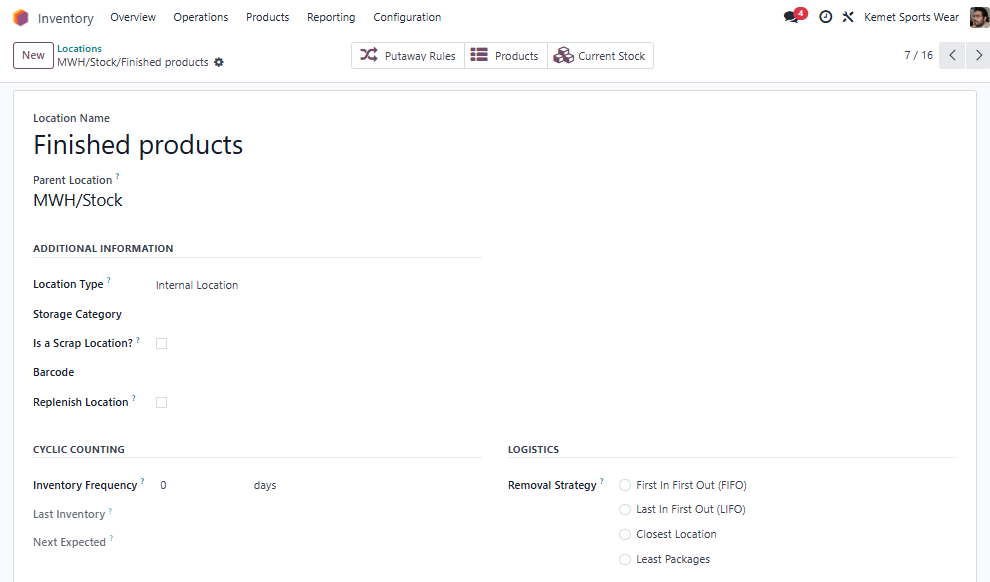 Inventory Overview Operations Products Reporting Configuration 4 Kemet Sports Wear
New Locations Putaway Rules Products Current Stock 7 / 16
MWH/Stock/Finished products
Location Name
Finished products
Parent Location ?
MWH/Stock
ADDITIONAL INFORMATION
Location Type ? Internal Location
Storage Category
Is a Scrap Location? ?
Barcode
Replenish Location ?
CYCLIC COUNTING LOGISTICS
Inventory Frequency ? 0 days Removal Strategy ? First In First Out (FIFO)
Last Inventory ? Last In First Out (LIFO)
Next Expected ? Closest Location
Least Packages